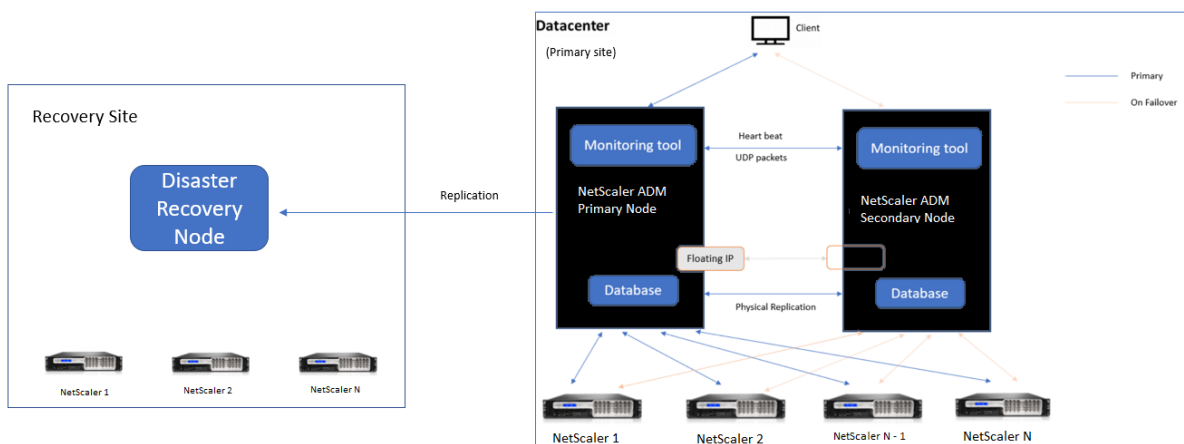 Datacenter
(Primary site)
Client
Primary
On Failover
Recovery Site
Disaster
Recovery
Node
Replication
Monitoring tool
Heart beat
UDP packets
Monitoring tool
NetScaler ADM
Primary Node
NetScaler ADM
Secondary Node
Floating IP
Database
Physical Replication
Database
NetScaler 1
NetScaler 2
NetScaler N
NetScaler 1
NetScaler 2
NetScaler N - 1
NetScaler N